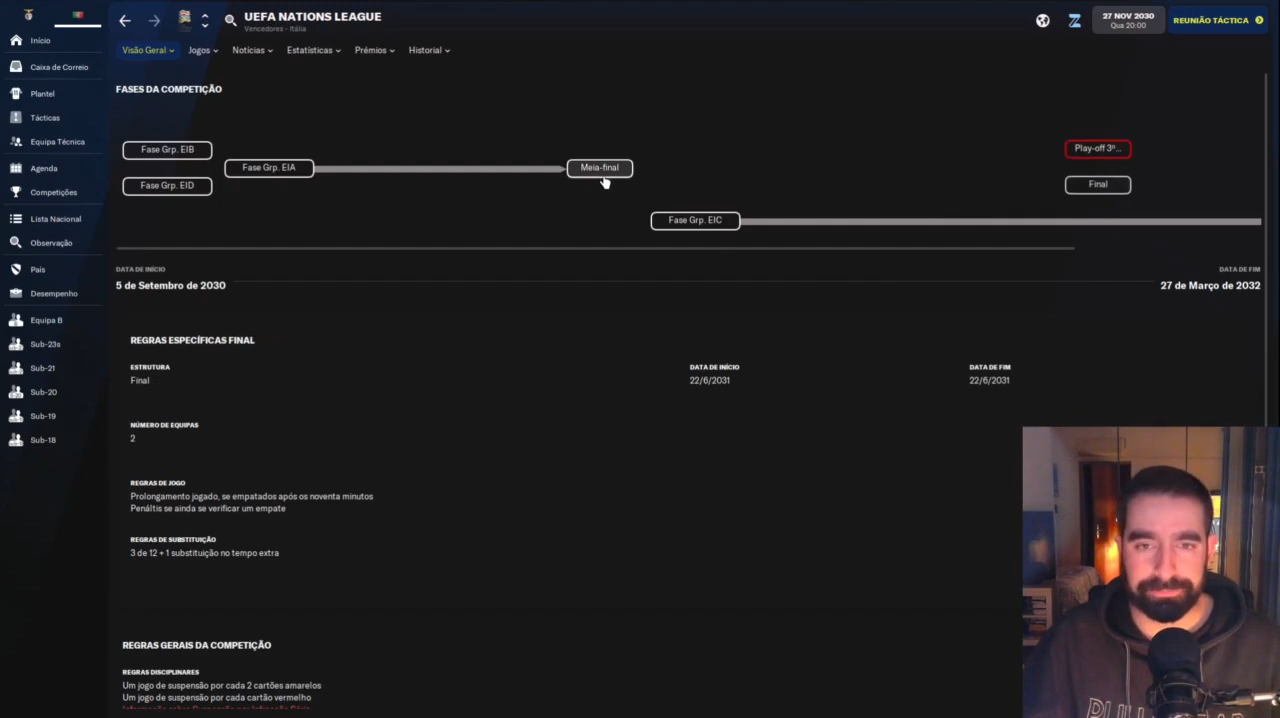 UEFA NATIONS LEAGUE
Vencedores - Itália
27 NOV 2030
Qua 20:00
REUNIÃO TÁCTICA
Início
Caixa de Correio
Plantel
Tácticas
Equipa Técnica
Agenda
Competições
Lista Nacional
Observação
País
Desempenho
Equipa B
Sub-23s
Sub-21
Sub-20
Sub-19
Sub-18
Visão Geral
Jogos
Notícias
Estatísticas
Prémios
Historial
FASES DA COMPETIÇÃO
Fase Grp. EIB
Fase Grp. EIA
Fase Grp. EID
Meia-final
Play-off 3º...
Final
Fase Grp. EIC
DATA DE INÍCIO
5 de Setembro de 2030
DATA DE FIM
27 de Março de 2032
REGRAS ESPECÍFICAS FINAL
ESTRUTURA
Final
DATA DE INÍCIO
22/6/2031
DATA DE FIM
22/6/2031
NÚMERO DE EQUIPAS
2
REGRAS DE JOGO
Prolongamento jogado, se empatados após os noventa minutos
Penáltis se ainda se verificar um empate
REGRAS DE SUBSTITUIÇÃO
3 de 12 + 1 substituição no tempo extra
REGRAS GERAIS DA COMPETIÇÃO
REGRAS DISCIPLINARES
Um jogo de suspensão por cada 2 cartões amarelos
Um jogo de suspensão por cada cartão vermelho